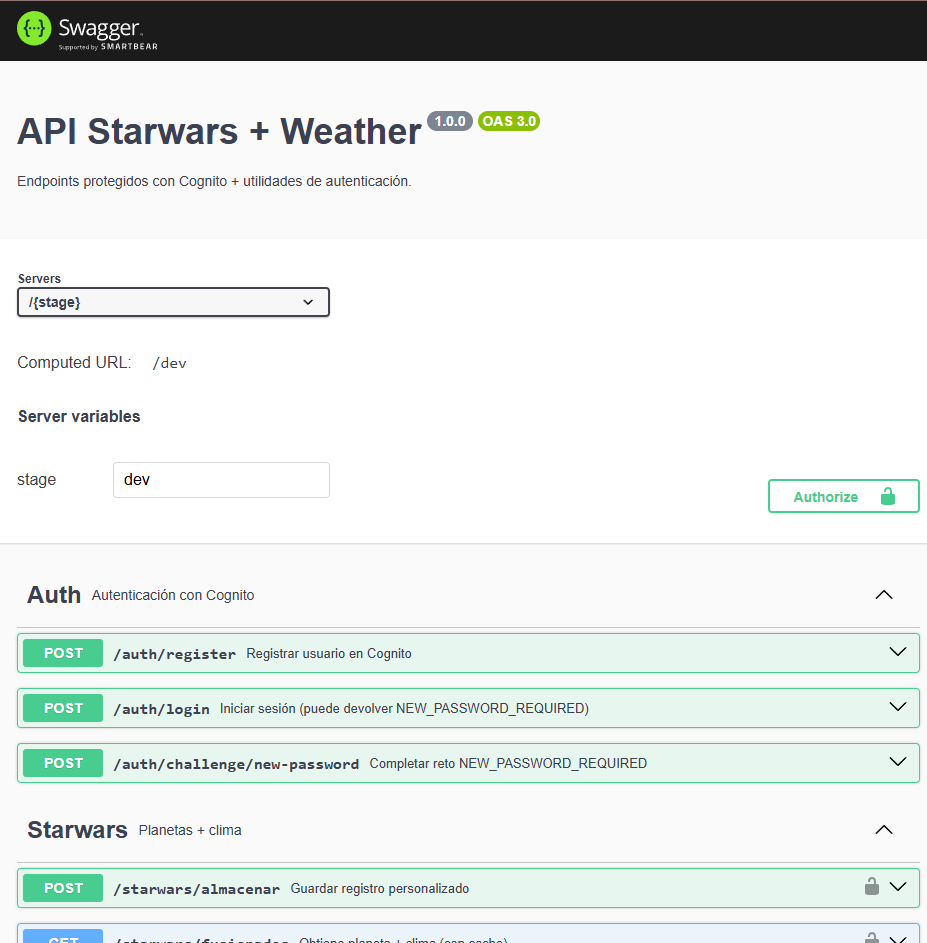 Swagger
Supported by SMARTBEAR
API Starwars + Weather 1.0.0 OAS 3.0
Endpoints protegidos con Cognito + utilidades de autenticación.
Servers
/{stage}
Computed URL: /dev
Server variables
stage dev
Authorize
Auth Autenticación con Cognito
POST /auth/register Registrar usuario en Cognito
POST /auth/login Iniciar sesión (puede devolver NEW_PASSWORD_REQUIRED)
POST /auth/challenge/new-password Completar reto NEW_PASSWORD_REQUIRED
Starwars Planetas + clima
POST /starwars/almacenar Guardar registro personalizado
GET /starwars/fusionados Obtiene planeta + clima (con cache)